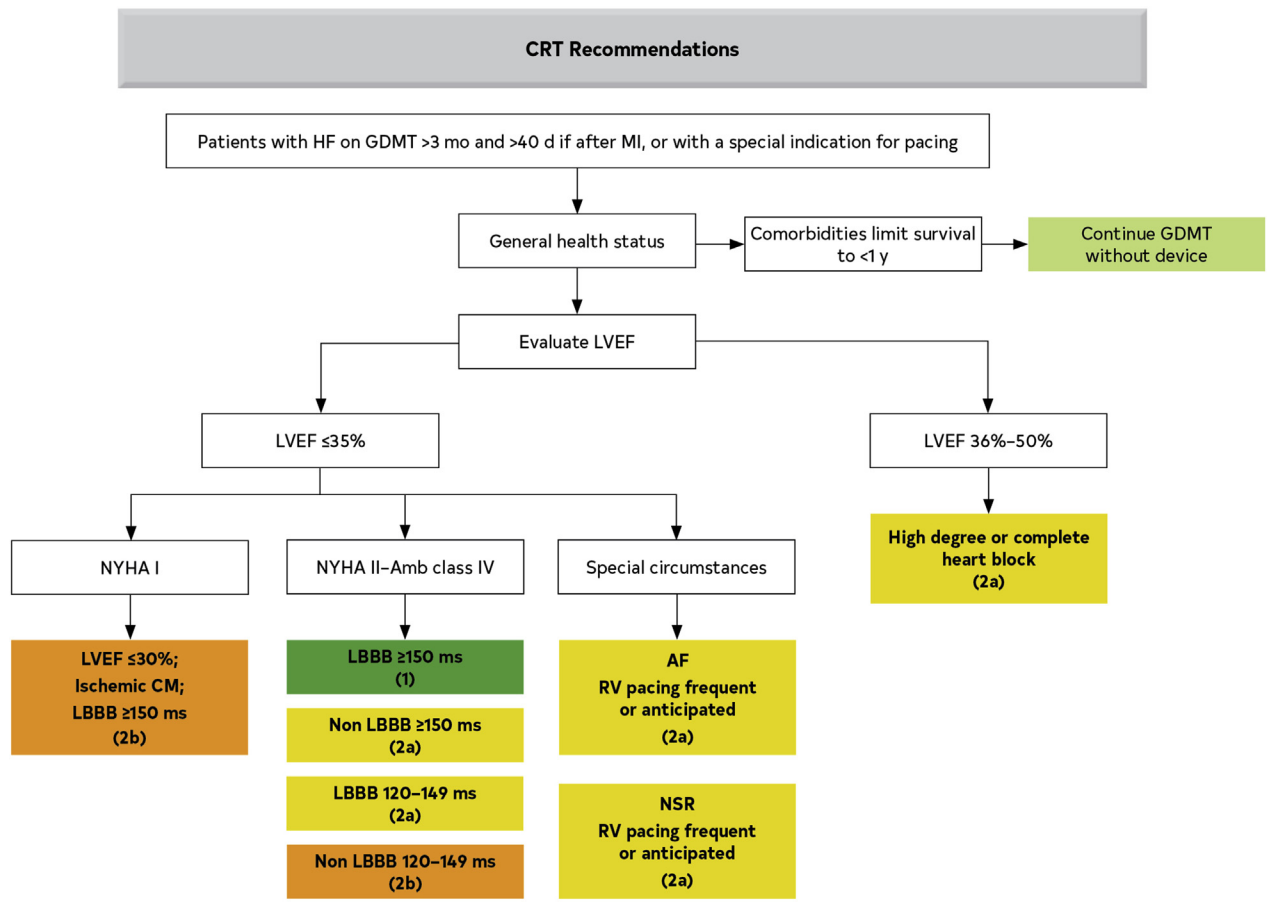 CRT Recommendations
Patients with HF on GDMT >3 mo and >40 d if after MI, or with a special indication for pacing
General health status
Comorbidities limit survival
to <1 y
Continue GDMT
without device
Evaluate LVEF
LVEF ≤35%
LVEF 36%–50%
High degree or complete
heart block
(2a)
NYHA I
NYHA II–Amb class IV
Special circumstances
LVEF ≤30%;
Ischemic CM;
LBBB ≥150 ms
(2b)
LBBB ≥150 ms
(1)
Non LBBB ≥150 ms
(2a)
LBBB 120–149 ms
(2a)
Non LBBB 120–149 ms
(2b)
AF
RV pacing frequent
or anticipated
(2a)
NSR
RV pacing frequent
or anticipated
(2a)